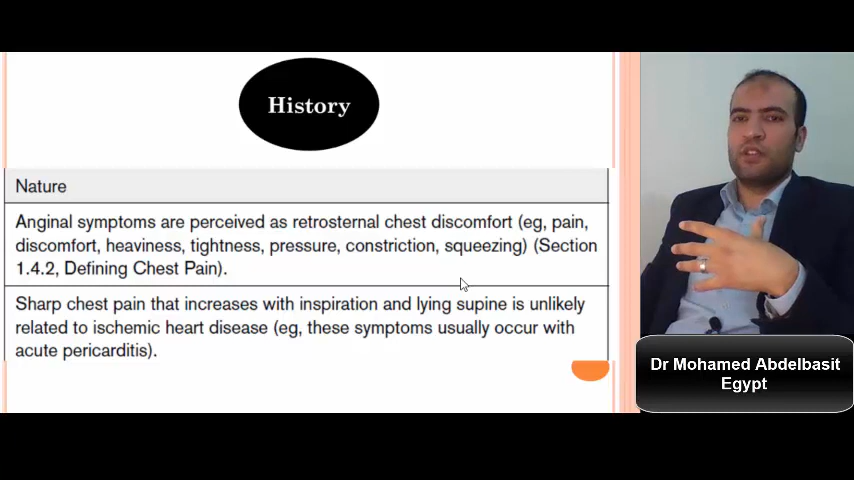 History
Nature
Anginal symptoms are perceived as retrosternal chest discomfort (eg, pain,
discomfort, heaviness, tightness, pressure, constriction, squeezing) (Section
1.4.2, Defining Chest Pain).
Sharp chest pain that increases with inspiration and lying supine is unlikely
related to ischemic heart disease (eg, these symptoms usually occur with
acute pericarditis).
Dr Mohamed Abdelbasit
Egypt